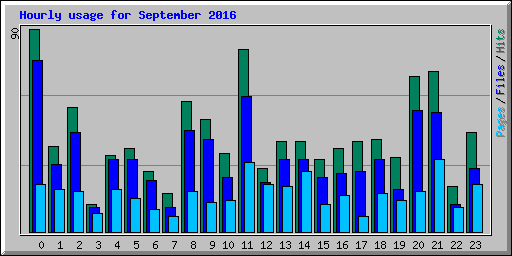 Hourly usage for September 2016
90
Pages/Files/Hits
0 1 2 3 4 5 6 7 8 9 10 11 12 13 14 15 16 17 18 19 20 21 22 23